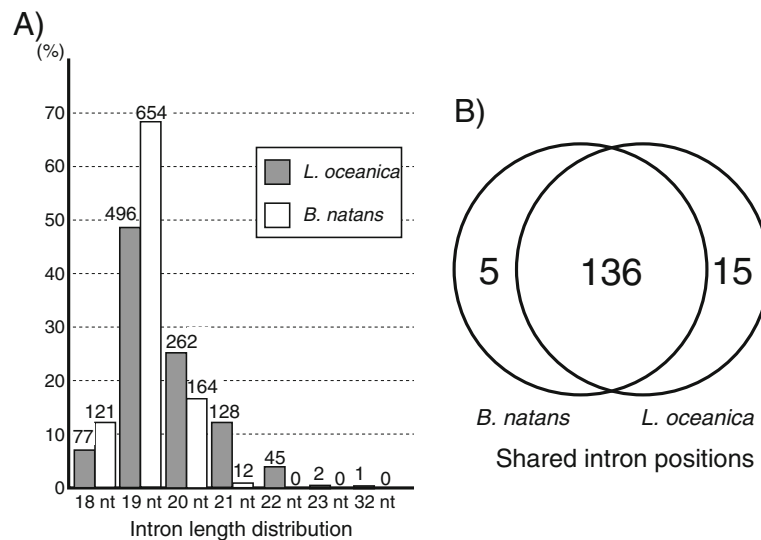 A)
(%)
70
60
50
40
30
20
10
0
77
121
496
654
262
164
128
12
45
0
2
0
1
0
L. oceanica
B. natans
18 nt 19 nt 20 nt 21 nt 22 nt 23 nt 32 nt
Intron length distribution
B)
5
136
15
B. natans
L. oceanica
Shared intron positions